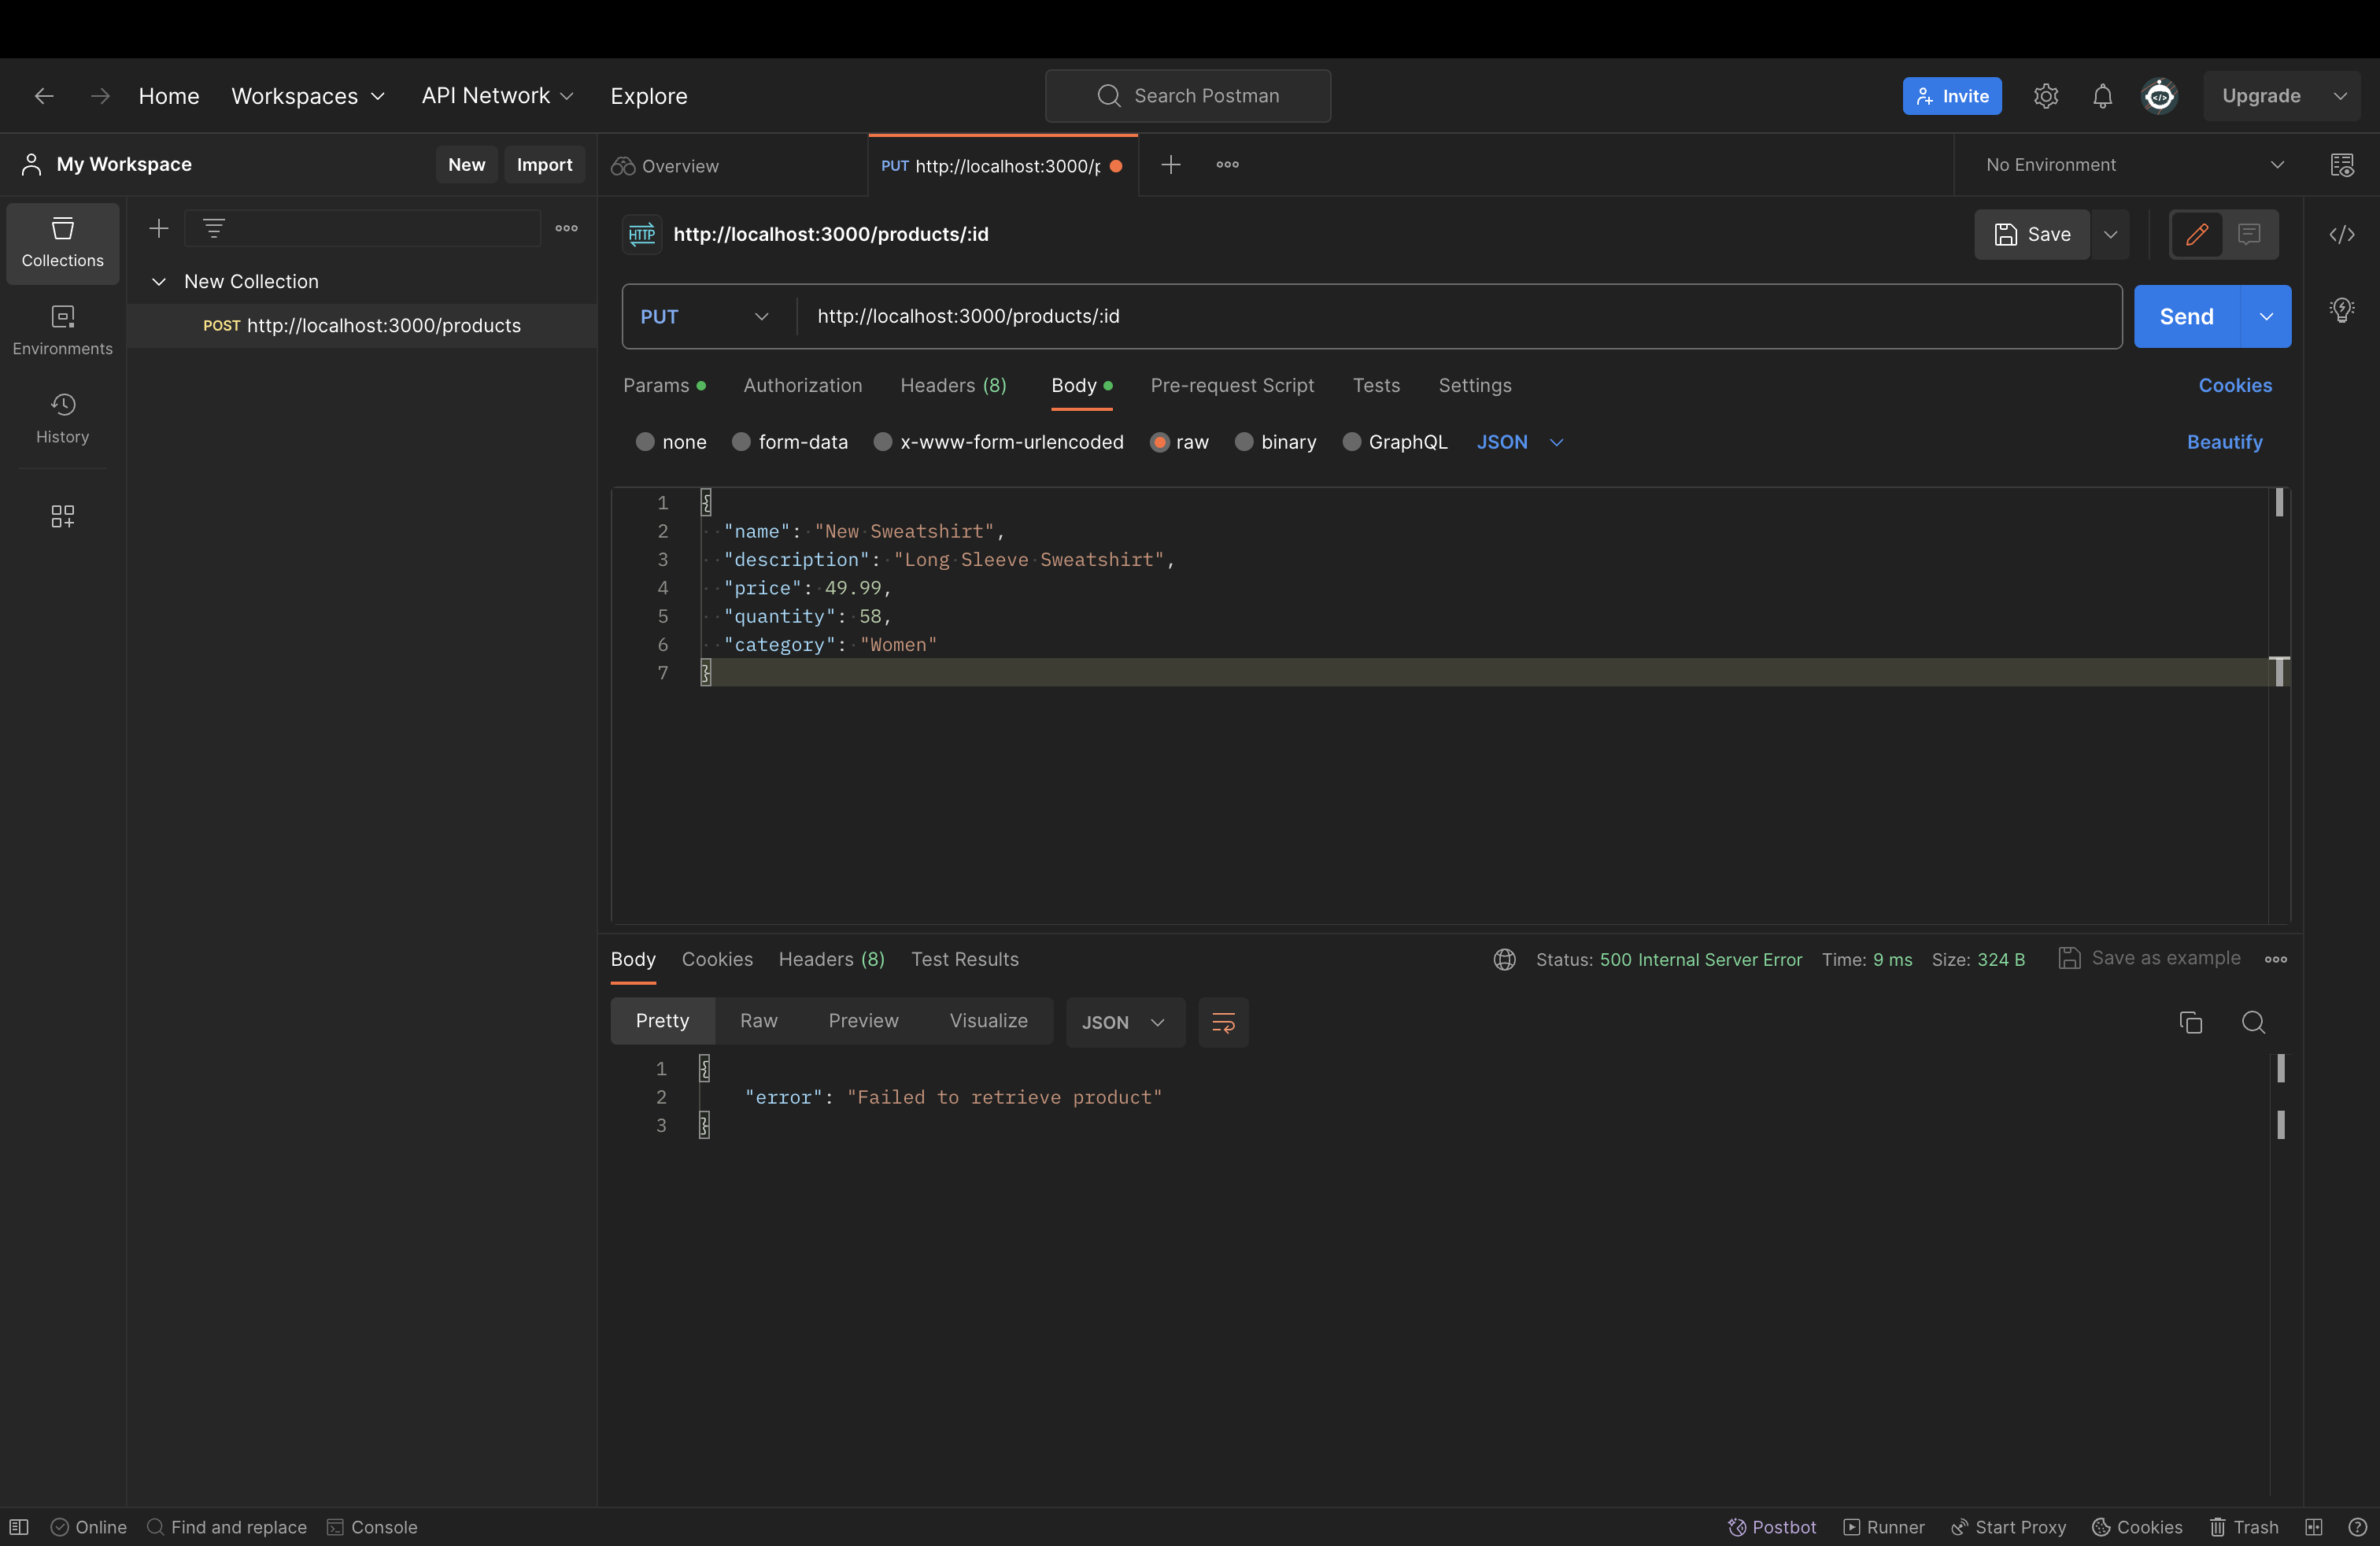 Home Workspaces API Network Explore Search Postman Invite Upgrade
My Workspace New Import Overview PUT http://localhost:3000/p No Environment
Collections
Environments
History
New Collection
POST http://localhost:3000/products
HTTP http://localhost:3000/products/:id Save
PUT http://localhost:3000/products/:id Send
Params Authorization Headers (8) Body Pre-request Script Tests Settings Cookies
none form-data x-www-form-urlencoded raw binary GraphQL JSON Beautify
1 {
2 "name": "New Sweatshirt",
3 "description": "Long Sleeve Sweatshirt",
4 "price": 49.99,
5 "quantity": 58,
6 "category": "Women"
7 }
Body Cookies Headers (8) Test Results Status: 500 Internal Server Error Time: 9 ms Size: 324 B Save as example
Pretty Raw Preview Visualize JSON
1 {
2 "error": "Failed to retrieve product"
3 }
Online Find and replace Console Postbot Runner Start Proxy Cookies Trash